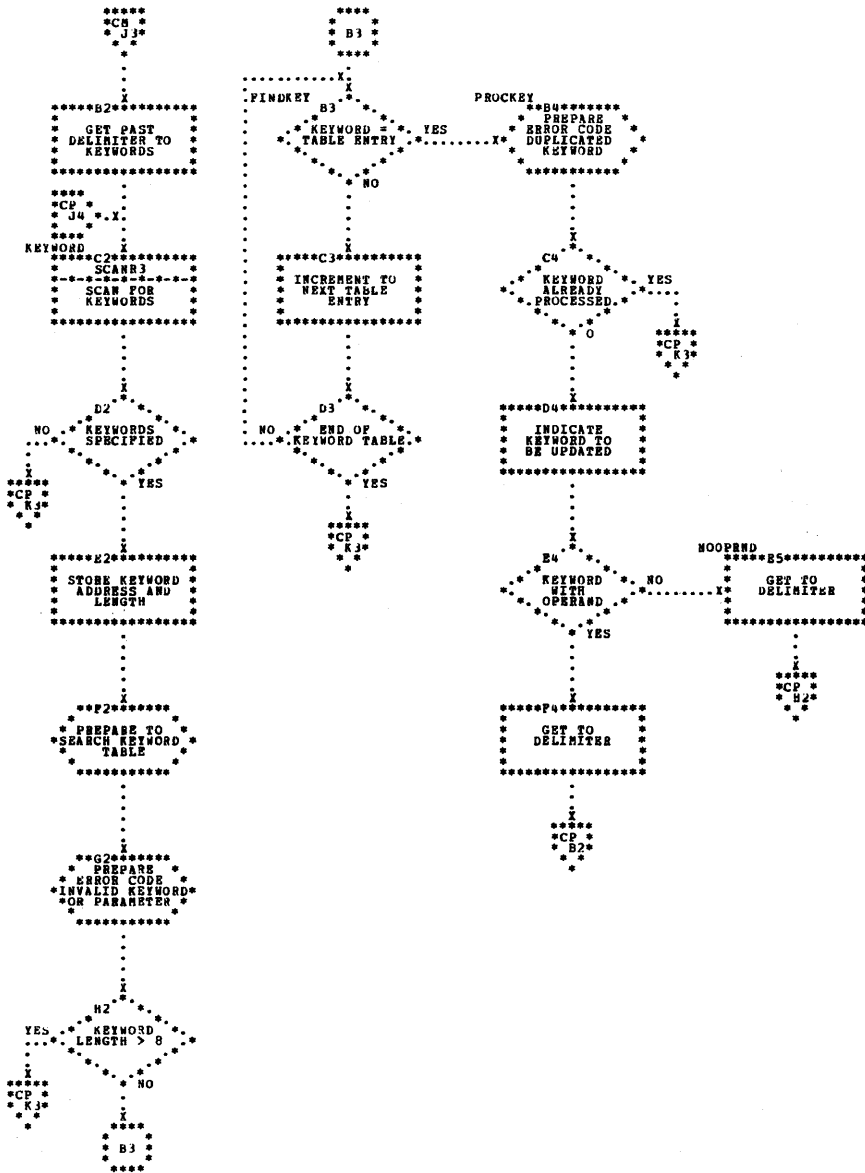 CM
J3
B2
GET PAST
DELIMITER TO
KEYWORDS
CP
J4
KEYWORD
C2
SCANR3
SCAN FOR
KEYWORDS
D2
KEYWORDS
SPECIFIED
NO
YES
CP
K3
E2
STORE KEYWORD
ADDRESS AND
LENGTH
F2
PREPARE TO
SEARCH KEYWORD
TABLE
G2
PREPARE
ERROR CODE
INVALID KEYWORD
OR PARAMETER
H2
KEYWORD
LENGTH > 8
YES
NO
CP
K3
B3
B3
FINDKEY
B3
KEYWORD =
TABLE ENTRY
YES
NO
C3
INCREMENT TO
NEXT TABLE
ENTRY
D3
END OF
KEYWORD TABLE
NO
YES
CP
K3
PROCKEY
B4
PREPARE
ERROR CODE
DUPLICATED
KEYWORD
C4
KEYWORD
ALREADY
PROCESSED
YES
O
CP
K3
D4
INDICATE
KEYWORD TO
BE UPDATED
E4
KEYWORD
WITH
OPERAND
NO
YES
F4
GET TO
DELIMITER
CP
B2
NOOPRND
E5
GET TO
DELIMITER
CP
H2